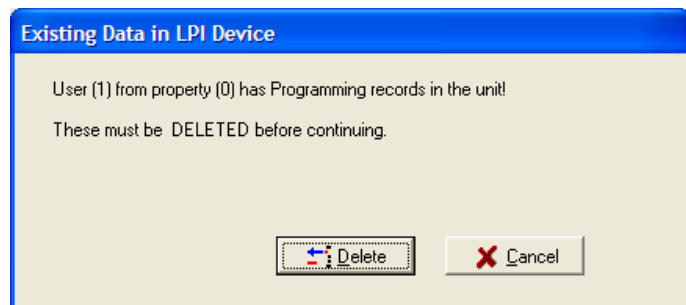 Existing Data in LPI Device
User (1) from property (0) has Programming records in the unit!
These must be  DELETED before continuing.
Delete
Cancel